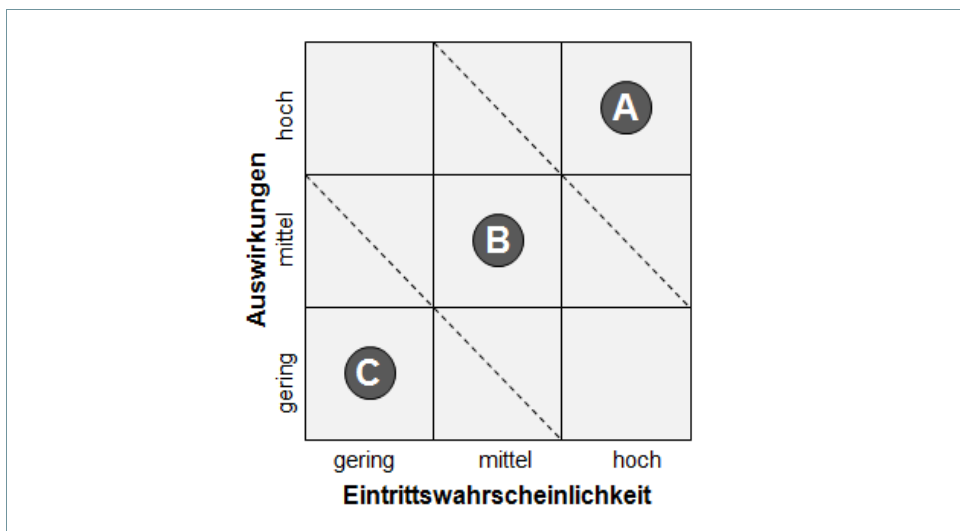 A
B
C
hoch
mittel
gering
Auswirkungen
gering mittel hoch
Eintrittswahrscheinlichkeit